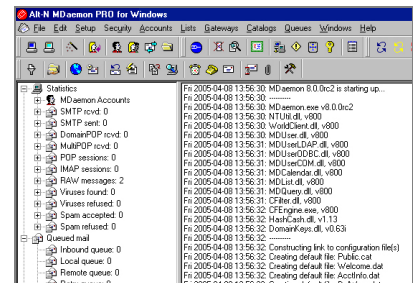 Alt-N MDaemon PRO for Windows
File Edit Setup Security Accounts Lists Gateways Catalogs Queues Windows Help
Statistics
MDaemon Accounts
SMTP rcvd: 0
SMTP sent: 0
DomainPOP rcvd: 0
MultiPOP rcvd: 0
POP sessions: 0
IMAP sessions: 0
RAW messages: 2
Viruses found: 0
Viruses refused: 0
Spam accepted: 0
Spam refused: 0
Queued mail
Inbound queue: 0
Local queue: 0
Remote queue: 0
Fri 2005-04-08 13:56:30: MDaemon 8.0.0rc2 is starting up...
Fri 2005-04-08 13:56:30: ----------
Fri 2005-04-08 13:56:30: MDaemon.exe v8.0.0rc2
Fri 2005-04-08 13:56:30: NTUtil.dll, v800
Fri 2005-04-08 13:56:30: WorldClient.dll, v800
Fri 2005-04-08 13:56:30: MDUser.dll, v800
Fri 2005-04-08 13:56:31: MDUserLDAP.dll, v800
Fri 2005-04-08 13:56:31: MDUserODBC.dll, v800
Fri 2005-04-08 13:56:31: MDUserCOM.dll, v800
Fri 2005-04-08 13:56:31: MDCalendar.dll, v800
Fri 2005-04-08 13:56:31: MDList.dll, v800
Fri 2005-04-08 13:56:31: MDQuery.dll, v800
Fri 2005-04-08 13:56:31: CFilter.dll, v800
Fri 2005-04-08 13:56:32: CFEngine.exe, v800
Fri 2005-04-08 13:56:32: HashCash.dll, v1.13
Fri 2005-04-08 13:56:32: DomainKeys.dll, v0.63i
Fri 2005-04-08 13:56:32: ----------
Fri 2005-04-08 13:56:32: Constructing link to configuration file(s)
Fri 2005-04-08 13:56:32: Creating default file: Public.cat
Fri 2005-04-08 13:56:32: Creating default file: Welcome.dat
Fri 2005-04-08 13:56:32: Creating default file: AcctInfo.dat